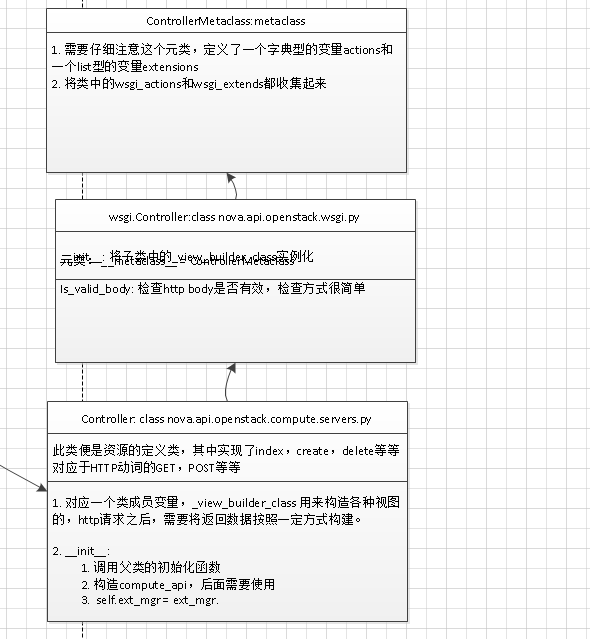 ControllerMetaclass:metaclass
1. 需要仔细注意这个元类，定义了一个字典型的变量actions和
一个list型的变量extensions
2. 将类中的wsgi_actions和wsgi_extends都收集起来
wsgi.Controller:class nova.api.openstack.wsgi.py
__init__: 将子类中的_view_builder_class实例化
元类：__metaclass__ = ControllerMetaclass
Is_valid_body: 检查http body是否有效，检查方式很简单
Controller: class nova.api.openstack.compute.servers.py
此类便是资源的定义类，其中实现了index，create，delete等等
对应于HTTP动词的GET，POST等等
1. 对应一个类成员变量，_view_builder_class 用来构造各种视图
的，http请求之后，需要将返回数据按照一定方式构建。
2. __init__:
1. 调用父类的初始化函数
2. 构造compute_api，后面需要使用
3. self.ext_mgr= ext_mgr.